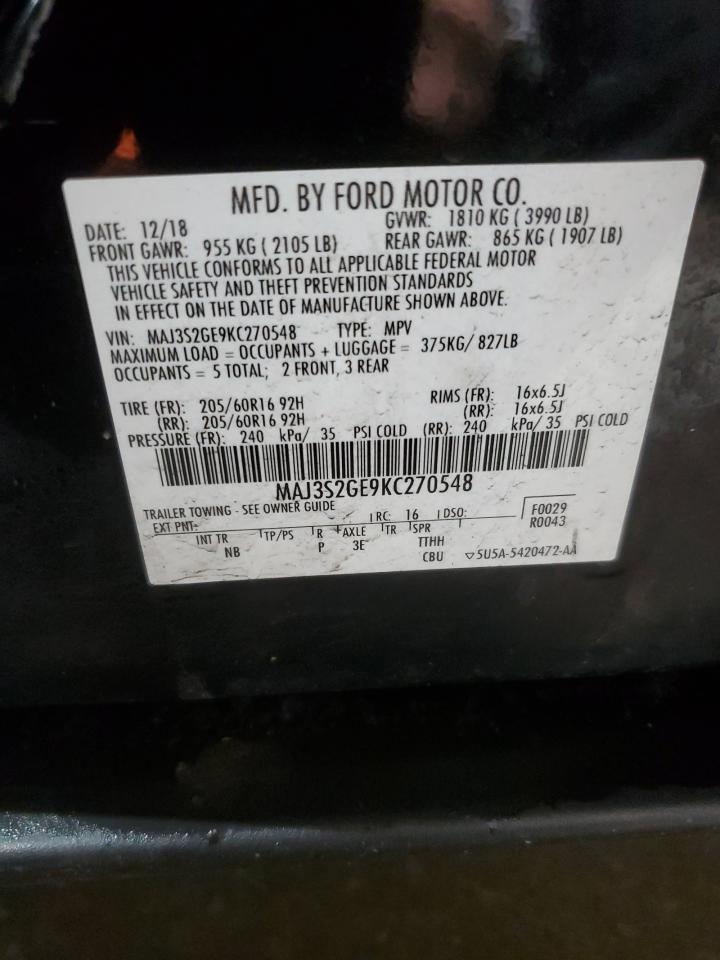 MFD. BY FORD MOTOR CO.
DATE: 12/18 GVWR: 1810 KG ( 3990 LB)
FRONT GAWR: 955 KG ( 2105 LB) REAR GAWR: 865 KG ( 1907 LB)
THIS VEHICLE CONFORMS TO ALL APPLICABLE FEDERAL MOTOR
VEHICLE SAFETY AND THEFT PREVENTION STANDARDS
IN EFFECT ON THE DATE OF MANUFACTURE SHOWN ABOVE.
VIN: MAJ3S2GE9KC270548 TYPE: MPV
MAXIMUM LOAD = OCCUPANTS + LUGGAGE = 375KG/ 827LB
OCCUPANTS = 5 TOTAL; 2 FRONT, 3 REAR
TIRE (FR): 205/60R16 92H RIMS (FR): 16x6.5J
(RR): 205/60R16 92H (RR): 16x6.5J
PRESSURE (FR): 240 kPa/ 35 PSI COLD (RR): 240 kPa/ 35 PSI COLD
MAJ3S2GE9KC270548
TRAILER TOWING - SEE OWNER GUIDE
EXT PNT: RC: 16 DSO: F0029
R0043
INT TR TP/PS R AXLE TR SPR
NB P 3E TTHH
CBU ▽5U5A-5420472-AA